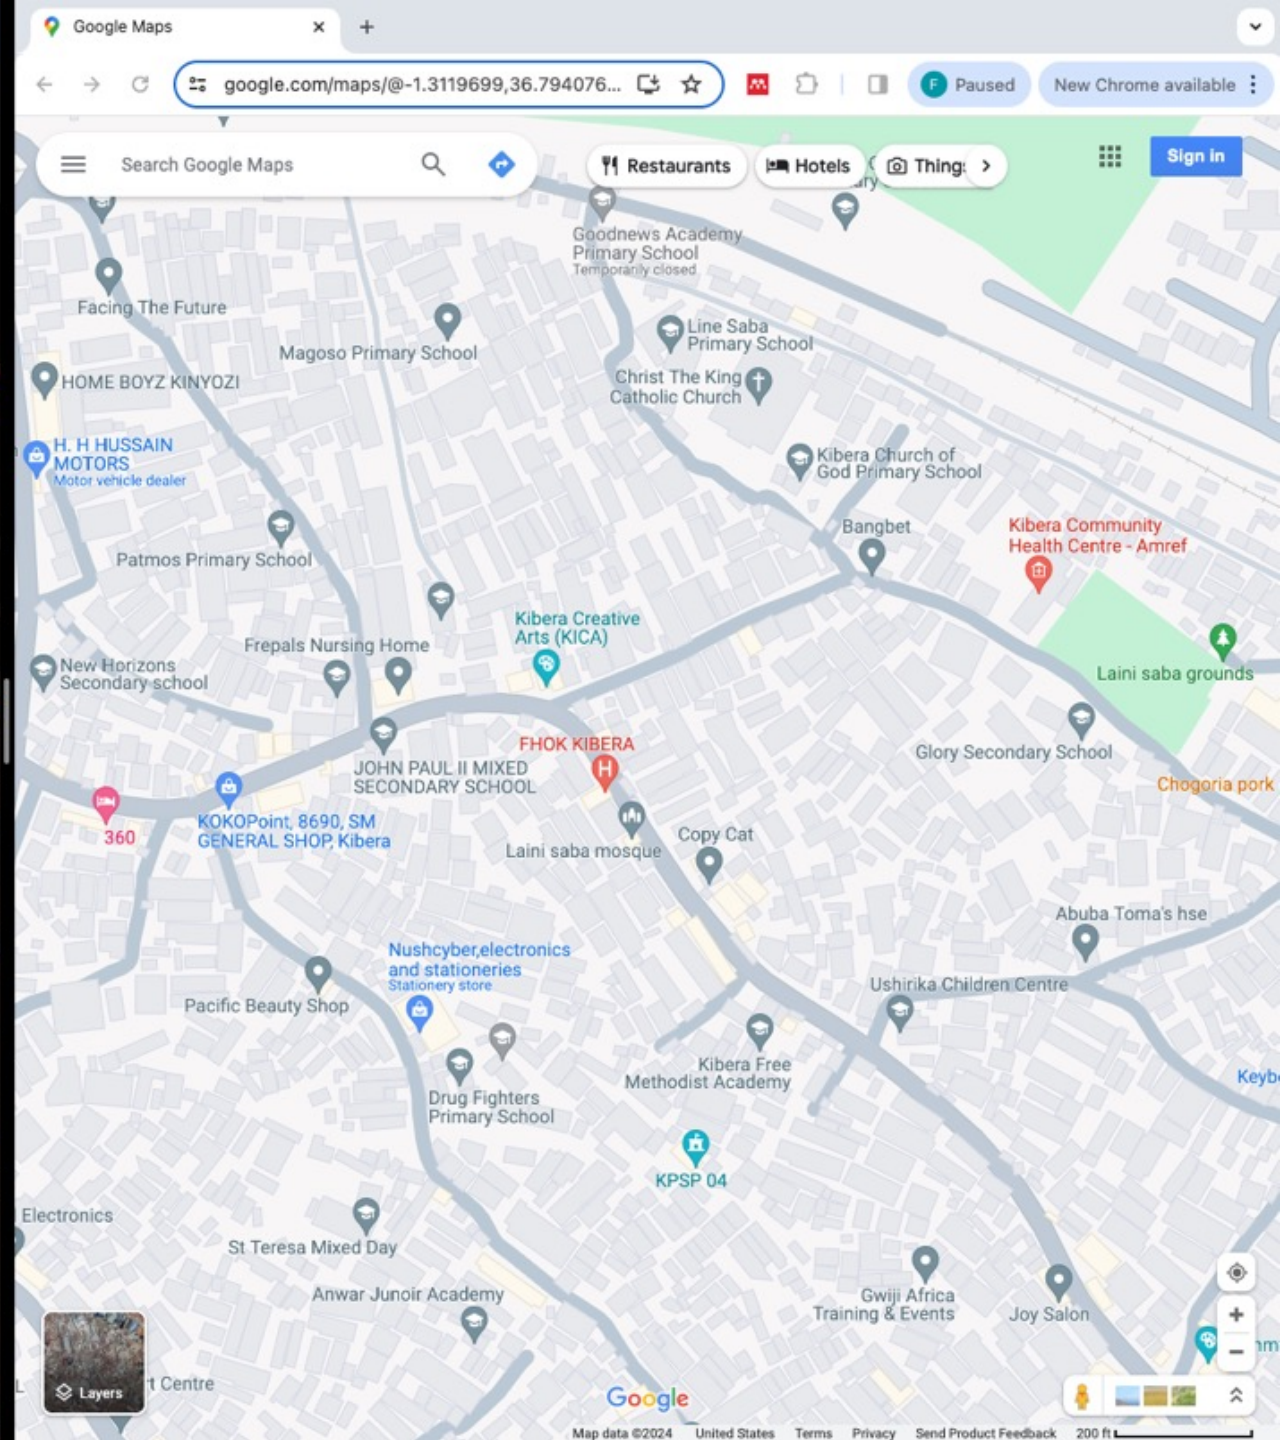 Google Maps
google.com/maps/@-1.3119699,36.794076...
F
Paused
New Chrome available
Search Google Maps
Restaurants
Hotels
Thing
Sign in
Goodnews Academy
Primary School
Temporarily closed
Facing The Future
Magoso Primary School
Line Saba
Primary School
HOME BOYZ KINYOZI
Christ The King
Catholic Church
H. H HUSSAIN
MOTORS
Motor vehicle dealer
Kibera Church of
God Primary School
Bangbet
Kibera Community
Health Centre - Amref
Patmos Primary School
Kibera Creative
Arts (KICA)
Frepals Nursing Home
New Horizons
Secondary school
Laini saba grounds
FHOK KIBERA
H
Glory Secondary School
JOHN PAUL II MIXED
SECONDARY SCHOOL
Chogoria pork
KOKOPoint, 8690, SM
GENERAL SHOP, Kibera
360
Copy Cat
Laini saba mosque
Abuba Toma's hse
Nushcyber,electronics
and stationeries
Stationery store
Ushirika Children Centre
Pacific Beauty Shop
Kibera Free
Methodist Academy
Keyb
Drug Fighters
Primary School
KPSP 04
Electronics
St Teresa Mixed Day
Anwar Junoir Academy
Gwiji Africa
Training & Events
Joy Salon
t Centre
Layers
Google
Map data ©2024
United States
Terms
Privacy
Send Product Feedback
200 ft